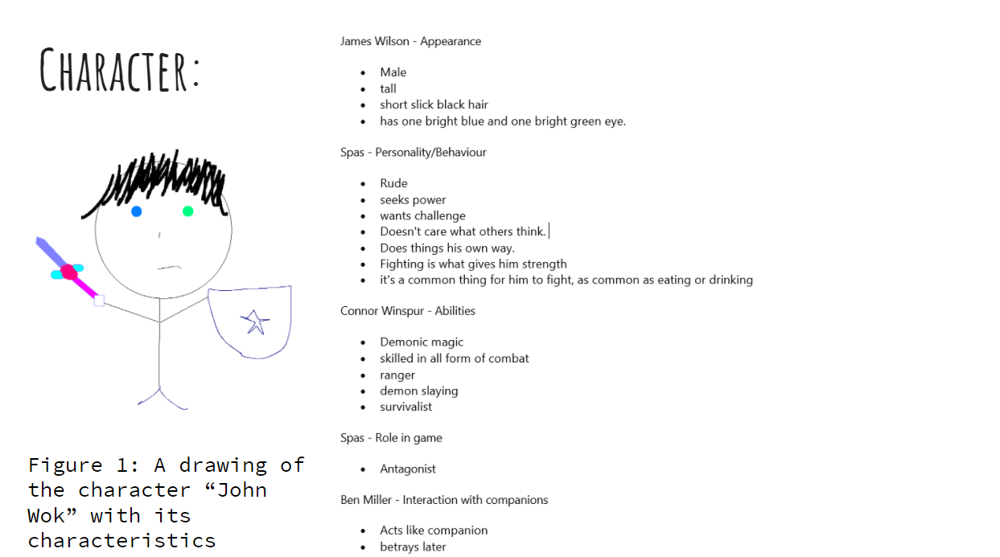 CHARACTER:
James Wilson - Appearance
• Male
• tall
• short slick black hair
• has one bright blue and one bright green eye.
Spas - Personality/Behaviour
• Rude
• seeks power
• wants challenge
• Doesn't care what others think.
• Does things his own way.
• Fighting is what gives him strength
• it's a common thing for him to fight, as common as eating or drinking
Connor Winspur - Abilities
• Demonic magic
• skilled in all form of combat
• ranger
• demon slaying
• survivalist
Spas - Role in game
• Antagonist
Ben Miller - Interaction with companions
• Acts like companion
• betrays later
Figure 1: A drawing of
the character “John
Wok” with its
characteristics